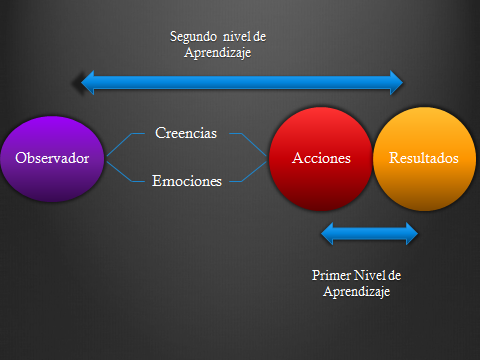 Segundo nivel de
Aprendizaje
Creencias
Observador
Acciones
Resultados
Emociones
Primer Nivel de
Aprendizaje